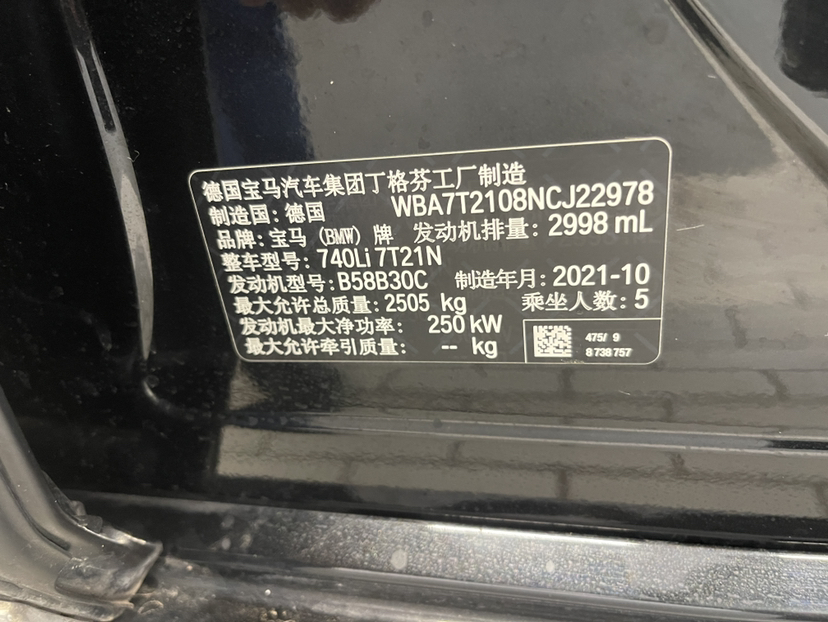 德国宝马汽车集团丁格芬工厂制造
制造国：德国 WBA7T2108NCJ22978
品牌：宝马（BMW）牌 发动机排量：2998 mL
整车型号：740Li 7T21N
发动机型号：B58B30C 制造年月：2021-10
最大允许总质量：2505 kg 乘坐人数：5
发动机最大净功率： 250 kW
最大允许牵引质量： -- kg
475/ 9
8 738 757